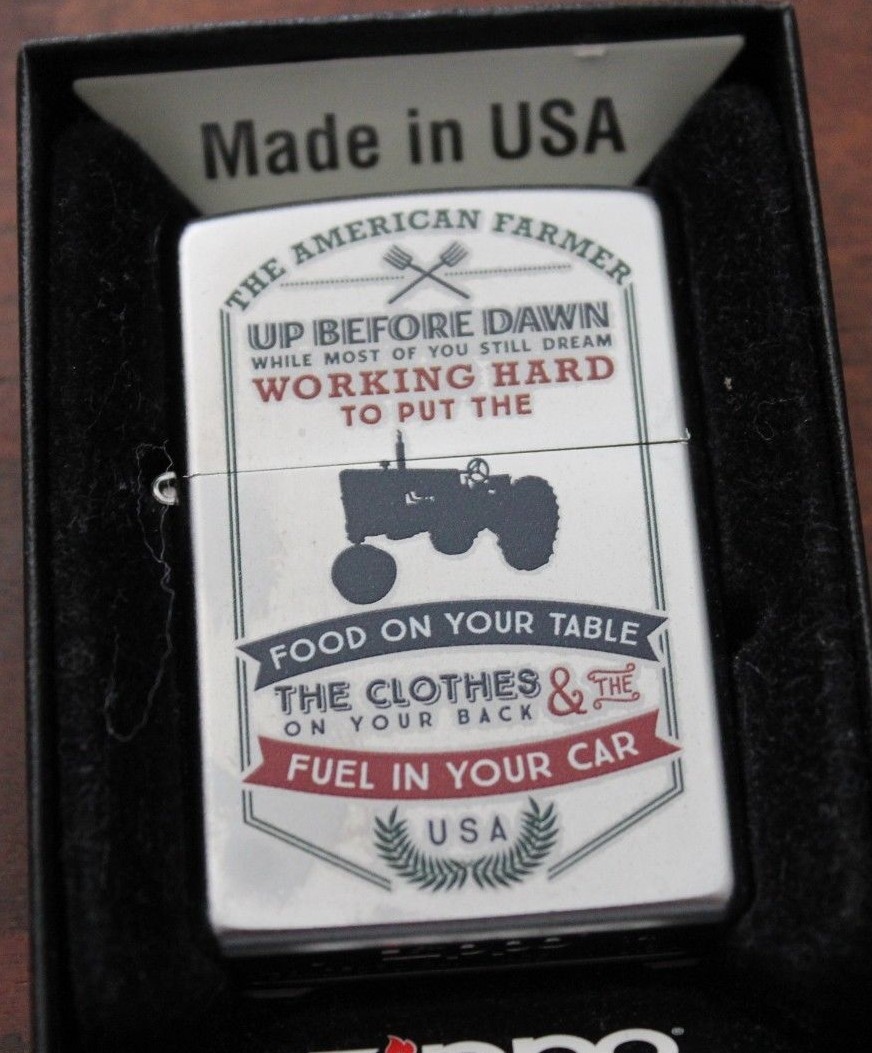 Made in USA
THE AMERICAN FARMER
UP BEFORE DAWN
WHILE MOST OF YOU STILL DREAM
WORKING HARD
TO PUT THE
FOOD ON YOUR TABLE
THE CLOTHES & THE
ON YOUR BACK
FUEL IN YOUR CAR
USA
Zippo